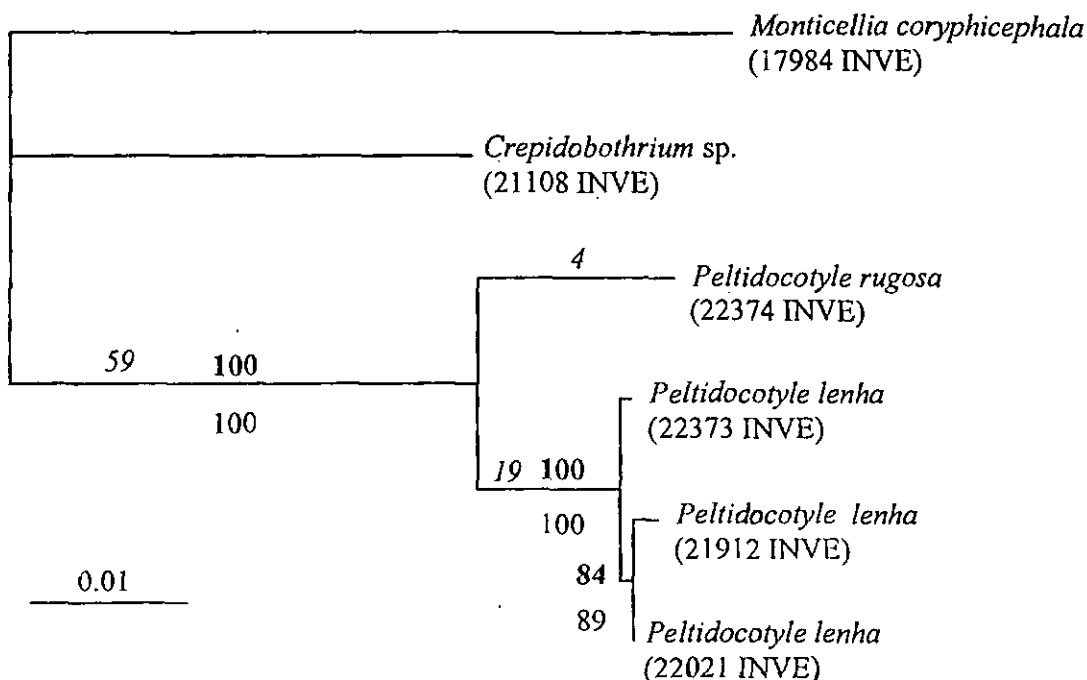 Monticellia coryphicephala
(17984 INVE)
Crepidobothrium sp.
(21108 INVE)
4
Peltidocotyle rugosa
(22374 INVE)
59 100
100
Peltidocotyle lenha
(22373 INVE)
19 100
100
Peltidocotyle lenha
(21912 INVE)
0.01
84
89
Peltidocotyle lenha
(22021 INVE)